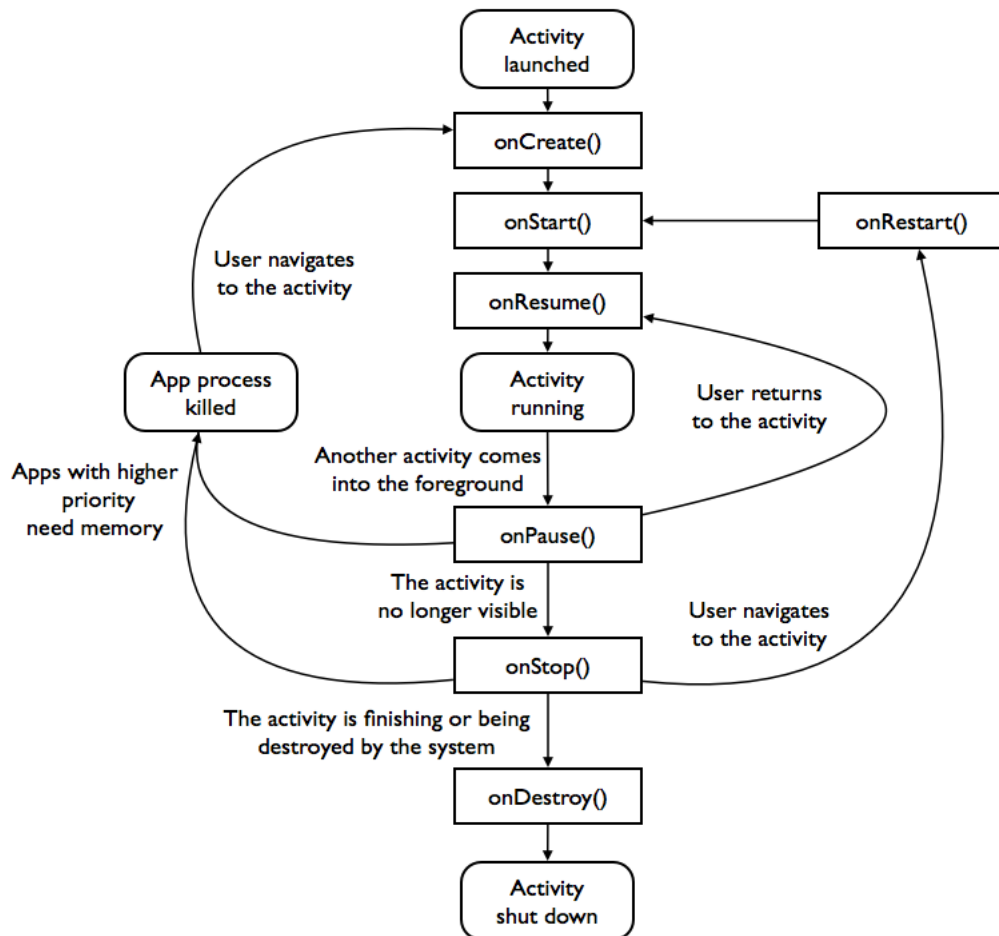 Activity
launched
onCreate()
onStart()
onRestart()
User navigates
to the activity
onResume()
App process
killed
Activity
running
User returns
to the activity
Another activity comes
into the foreground
Apps with higher
priority
need memory
onPause()
The activity is
no longer visible
User navigates
to the activity
onStop()
The activity is finishing or being
destroyed by the system
onDestroy()
Activity
shut down